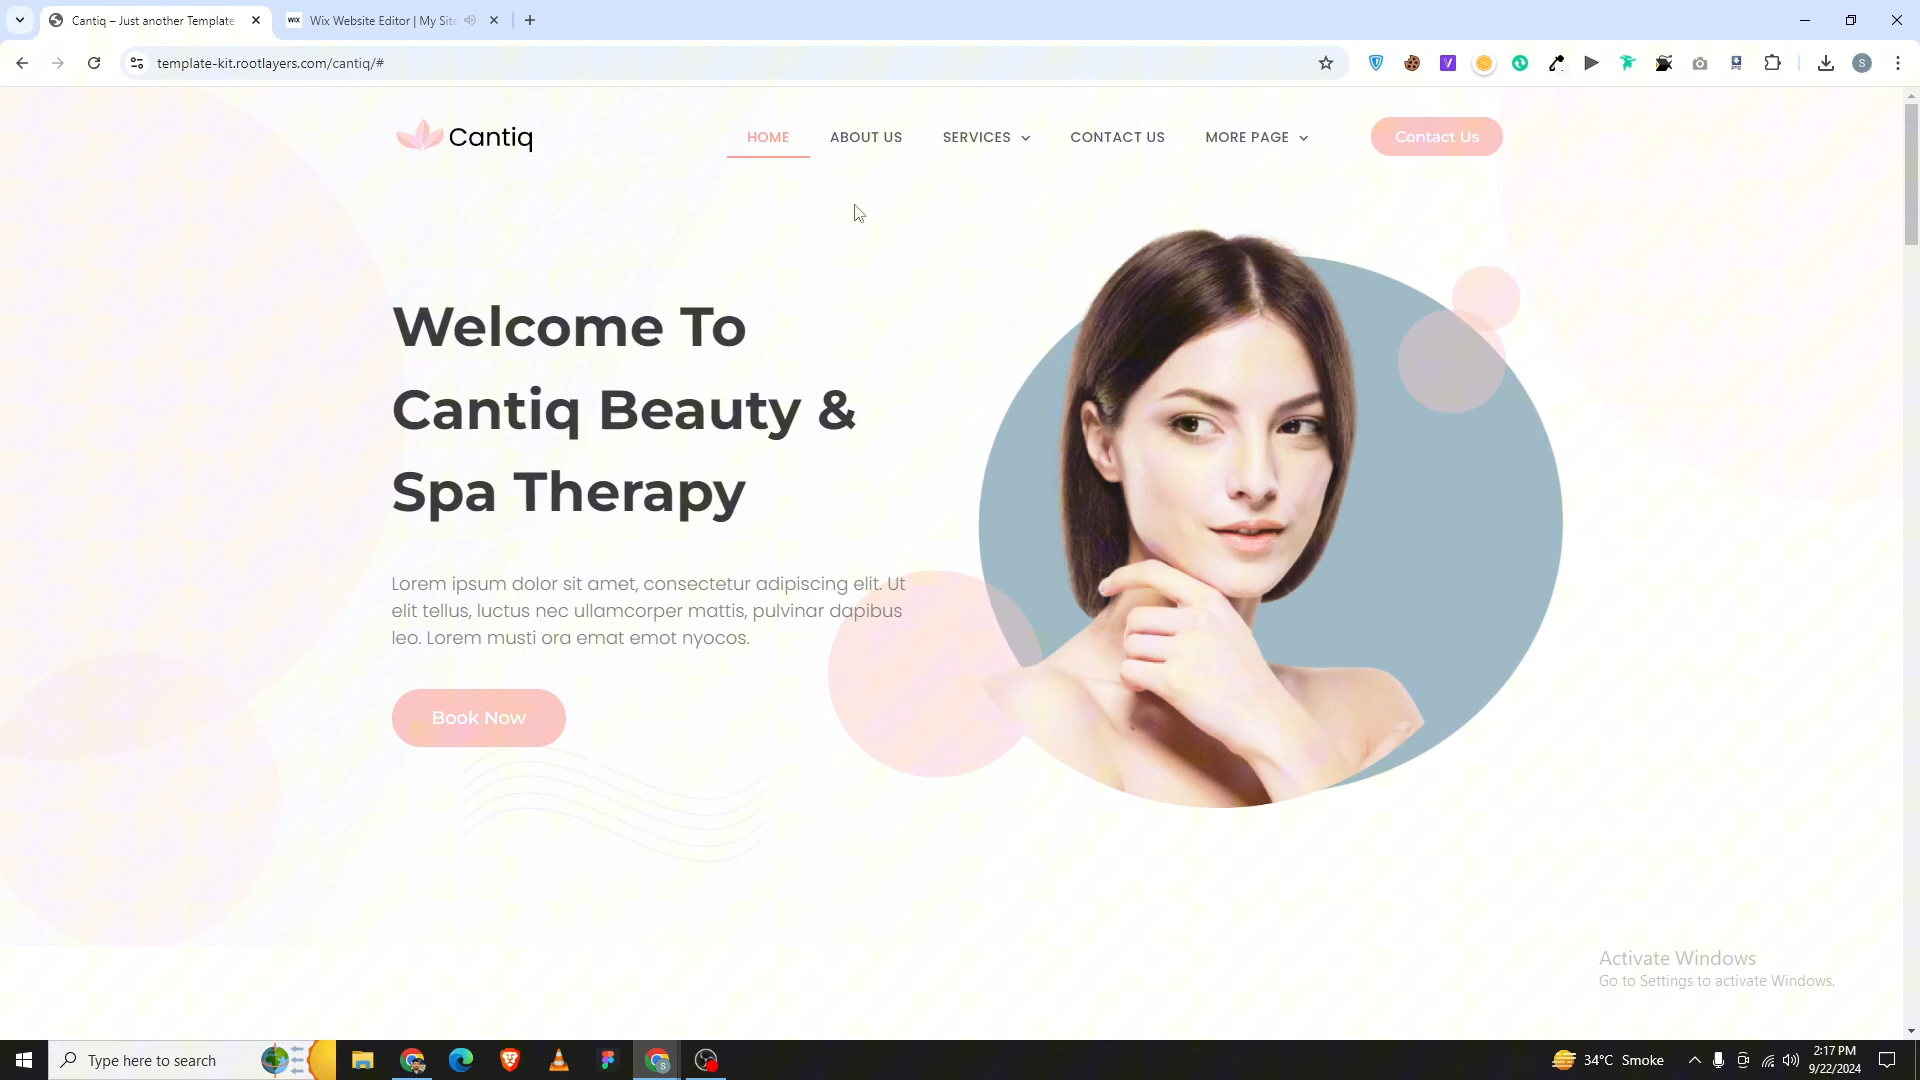 Cantiq – Just another Template
WIX
Wix Website Editor | My Site
template-kit.rootlayers.com/cantiq/#
S
Cantiq
HOME
ABOUT US
SERVICES
CONTACT US
MORE PAGE
Contact Us
Welcome To
Cantiq Beauty &
Spa Therapy
Lorem ipsum dolor sit amet, consectetur adipiscing elit. Ut
elit tellus, luctus nec ullamcorper mattis, pulvinar dapibus
leo. Lorem musti ora emat emot nyocos.
Book Now
Activate Windows
Go to Settings to activate Windows.
Type here to search
34°C Smoke
2:17 PM
9/22/2024